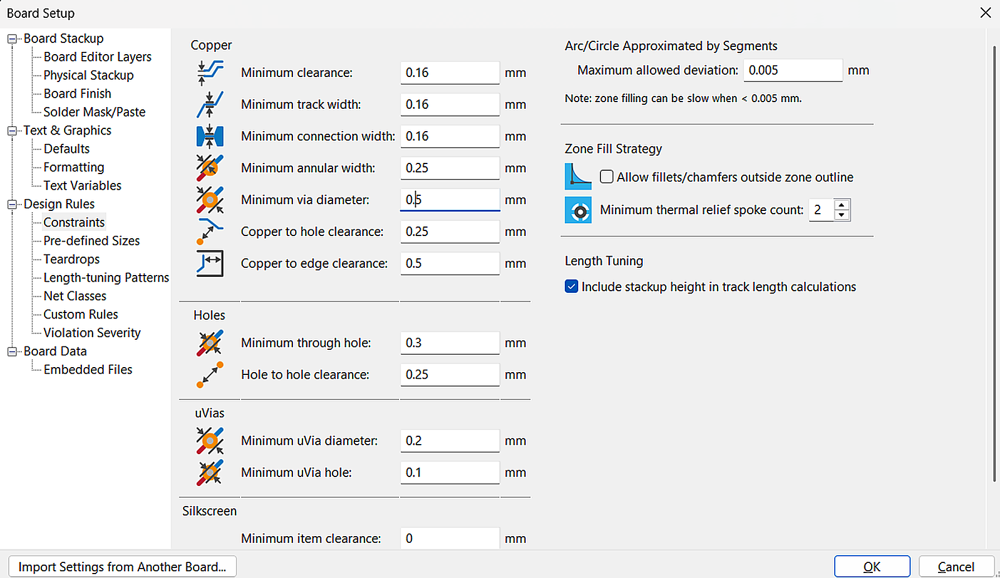 Board Setup
Board Stackup
Board Editor Layers
Physical Stackup
Board Finish
Solder Mask/Paste
Text & Graphics
Defaults
Formatting
Text Variables
Design Rules
Constraints
Pre-defined Sizes
Teardrops
Length-tuning Patterns
Net Classes
Custom Rules
Violation Severity
Board Data
Embedded Files
Copper
Minimum clearance: 0.16 mm
Minimum track width: 0.16 mm
Minimum connection width: 0.16 mm
Minimum annular width: 0.25 mm
Minimum via diameter: 0.5 mm
Copper to hole clearance: 0.25 mm
Copper to edge clearance: 0.5 mm
Holes
Minimum through hole: 0.3 mm
Hole to hole clearance: 0.25 mm
uVias
Minimum uVia diameter: 0.2 mm
Minimum uVia hole: 0.1 mm
Silkscreen
Minimum item clearance: 0 mm
Arc/Circle Approximated by Segments
Maximum allowed deviation: 0.005 mm
Note: zone filling can be slow when < 0.005 mm.
Zone Fill Strategy
Allow fillets/chamfers outside zone outline
Minimum thermal relief spoke count: 2
Length Tuning
Include stackup height in track length calculations
Import Settings from Another Board...
OK
Cancel